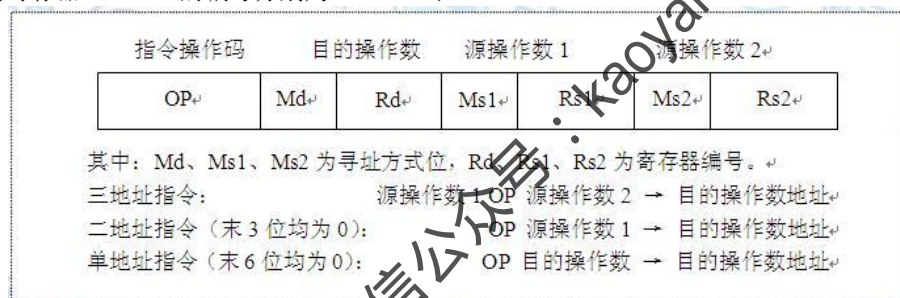 指令操作码 目的操作数 源操作数 1 源操作数 2
OP Md Rd Ms1 Rs1 Ms2 Rs2
其中：Md、Ms1、Ms2 为寻址方式位，Rd、Rs1、Rs2 为寄存器编号。
三地址指令： 源操作数 1 OP 源操作数 2 → 目的操作数地址
二地址指令（末 3 位均为 0）： OP 源操作数 1 → 目的操作数地址
单地址指令（末 6 位均为 0）： OP 目的操作数 → 目的操作数地址
信公众号：kaoyan